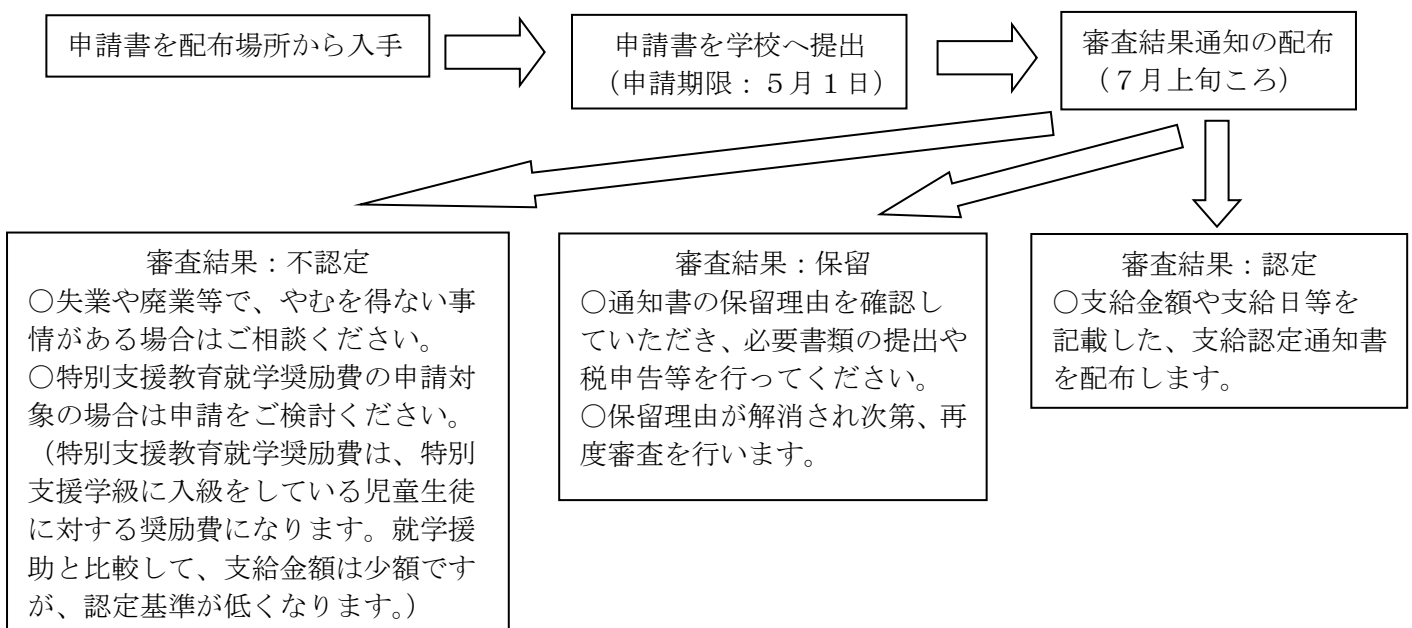 申請書を配布場所から入手
申請書を学校へ提出
（申請期限：５月１日）
審査結果通知の配布
（７月上旬ころ）
審査結果：不認定
○失業や廃業等で、やむを得ない事
情がある場合はご相談ください。
○特別支援教育就学奨励費の申請対
象の場合は申請をご検討ください。
（特別支援教育就学奨励費は、特別
支援学級に入級をしている児童生徒
に対する奨励費になります。就学援
助と比較して、支給金額は少額です
が、認定基準が低くなります。）
審査結果：保留
○通知書の保留理由を確認し
ていただき、必要書類の提出や
税申告等を行ってください。
○保留理由が解消され次第、再
度審査を行います。
審査結果：認定
○支給金額や支給日等を
記載した、支給認定通知書
を配布します。